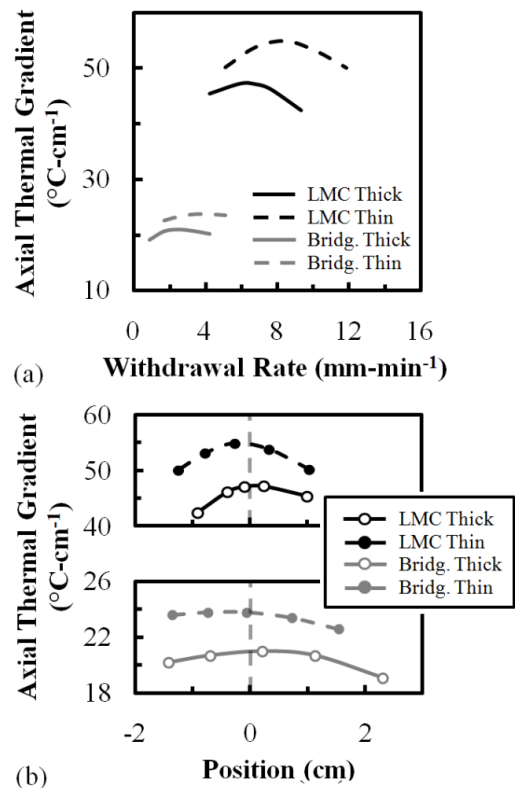 Axial Thermal Gradient
(°C-cm⁻¹)
50
30
10
LMC Thick
LMC Thin
Bridg. Thick
Bridg. Thin
0 4 8 12 16
(a) Withdrawal Rate (mm-min⁻¹)
Axial Thermal Gradient
(°C-cm⁻¹)
60
50
40
LMC Thick
LMC Thin
Bridg. Thick
Bridg. Thin
26
22
18
-2 0 2
(b) Position (cm)